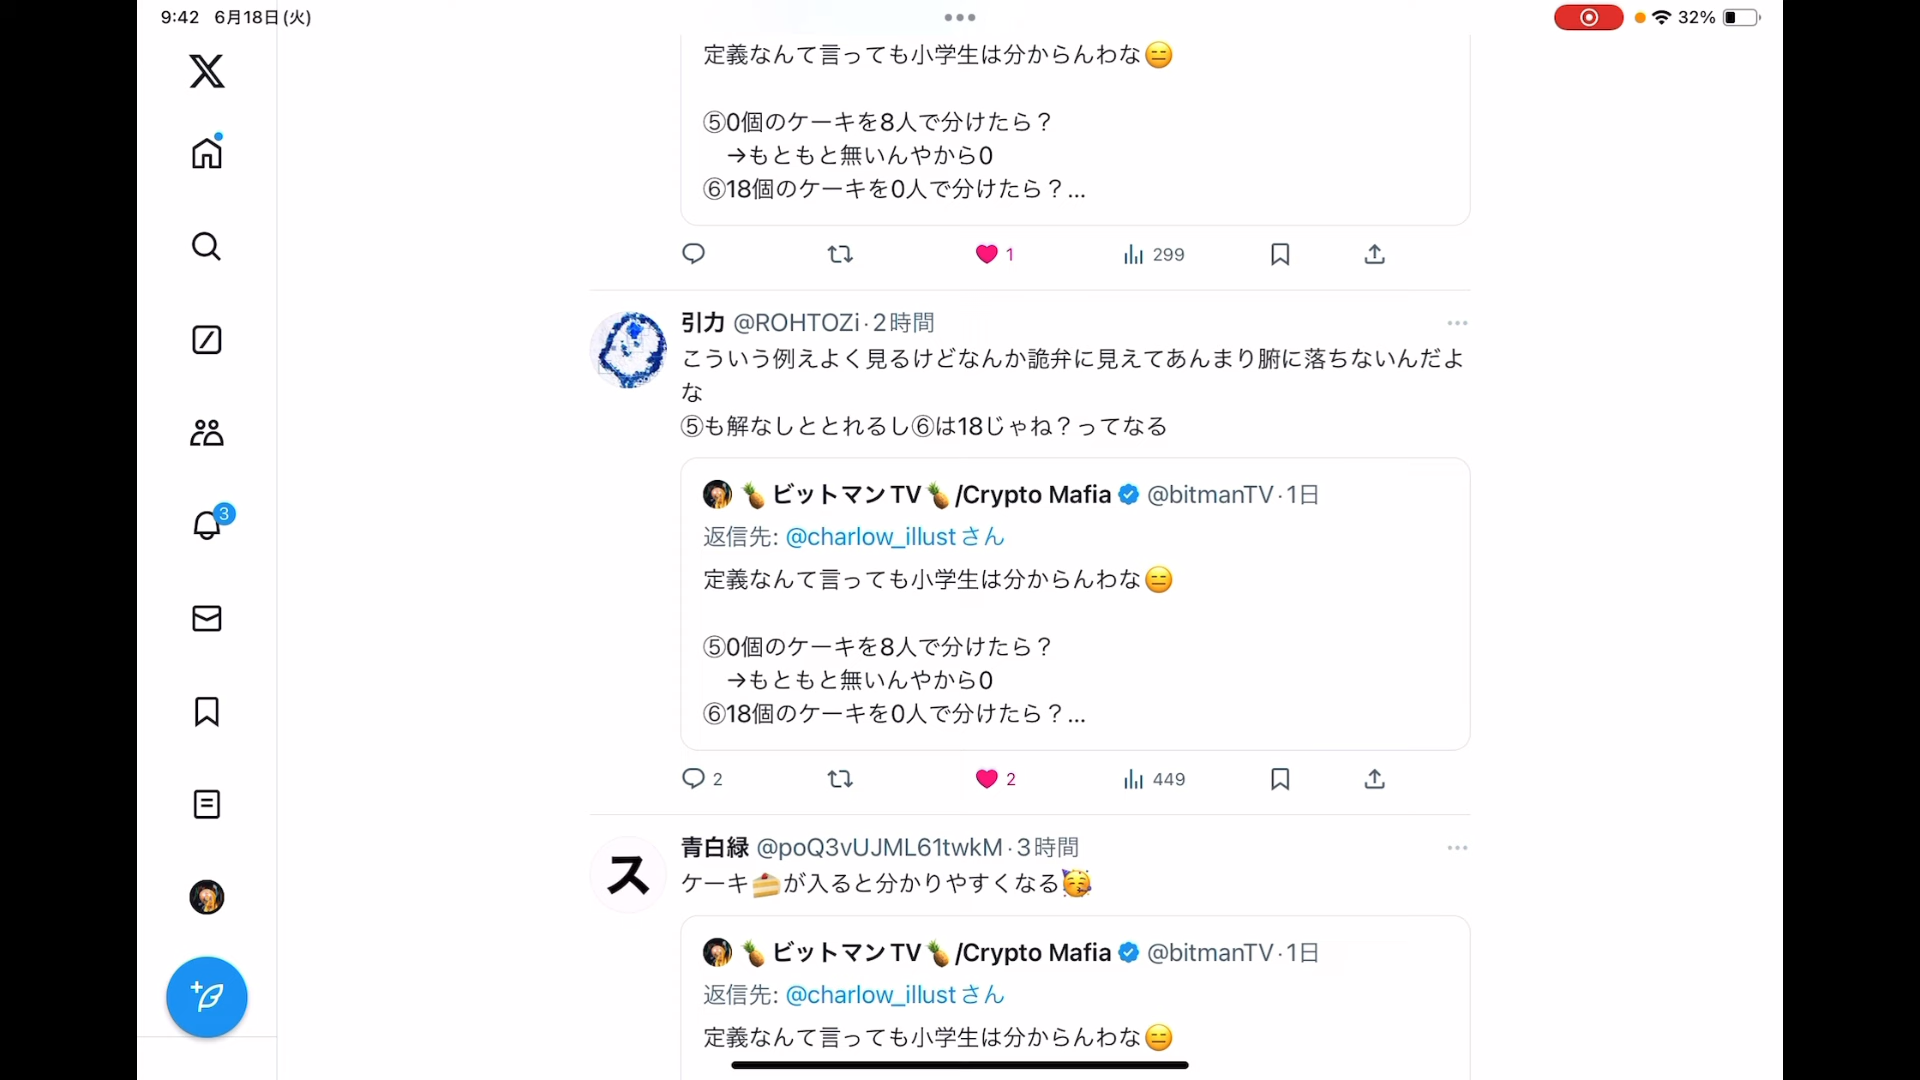 9:42 6月18日(火)
32%
定義なんて言っても小学生は分からんわな😑
⑤0個のケーキを8人で分けたら？
→もともと無いんやから0
⑥18個のケーキを0人で分けたら？...
1
299
引力 @ROHTOZi·2時間
こういう例えよく見るけどなんか詭弁に見えてあんまり腑に落ちないんだよ
な
⑤も解なしととれるし⑥は18じゃね？ってなる
🍍ビットマンTV🍍/Crypto Mafia @bitmanTV·1日
返信先: @charlow_illustさん
定義なんて言っても小学生は分からんわな😑
⑤0個のケーキを8人で分けたら？
→もともと無いんやから0
⑥18個のケーキを0人で分けたら？...
2
2
449
3
ス
青白緑 @poQ3vUJML61twkM·3時間
ケーキ🍰が入ると分かりやすくなる🥳
🍍ビットマンTV🍍/Crypto Mafia @bitmanTV·1日
返信先: @charlow_illustさん
定義なんて言っても小学生は分からんわな😑